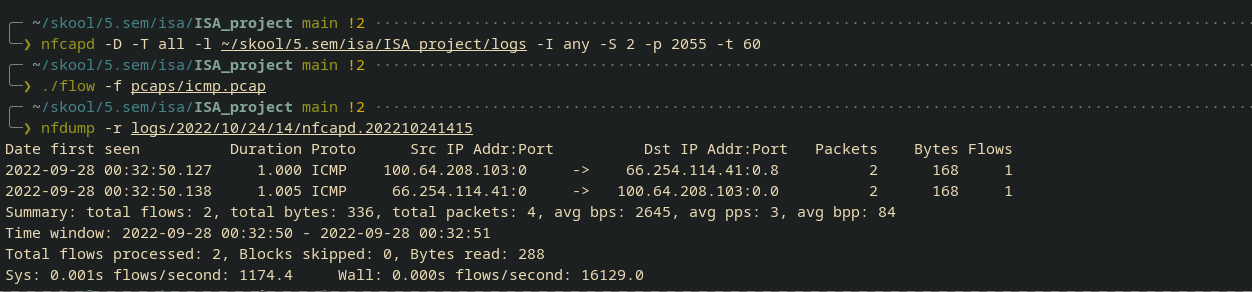 ~/skool/5.sem/isa/ISA_project main !2
❯ nfcapd -D -T all -l ~/skool/5.sem/isa/ISA_project/logs -I any -S 2 -p 2055 -t 60
~/skool/5.sem/isa/ISA_project main !2
❯ ./flow -f pcaps/icmp.pcap
~/skool/5.sem/isa/ISA_project main !2
❯ nfdump -r logs/2022/10/24/14/nfcapd.202210241415
Date first seen          Duration Proto      Src IP Addr:Port          Dst IP Addr:Port   Packets    Bytes Flows
2022-09-28 00:32:50.127     1.000 ICMP    100.64.208.103:0     ->    66.254.114.41:0.8         2      168     1
2022-09-28 00:32:50.138     1.005 ICMP     66.254.114.41:0     ->   100.64.208.103:0.0         2      168     1
Summary: total flows: 2, total bytes: 336, total packets: 4, avg bps: 2645, avg pps: 3, avg bpp: 84
Time window: 2022-09-28 00:32:50 - 2022-09-28 00:32:51
Total flows processed: 2, Blocks skipped: 0, Bytes read: 288
Sys: 0.001s flows/second: 1174.4     Wall: 0.000s flows/second: 16129.0